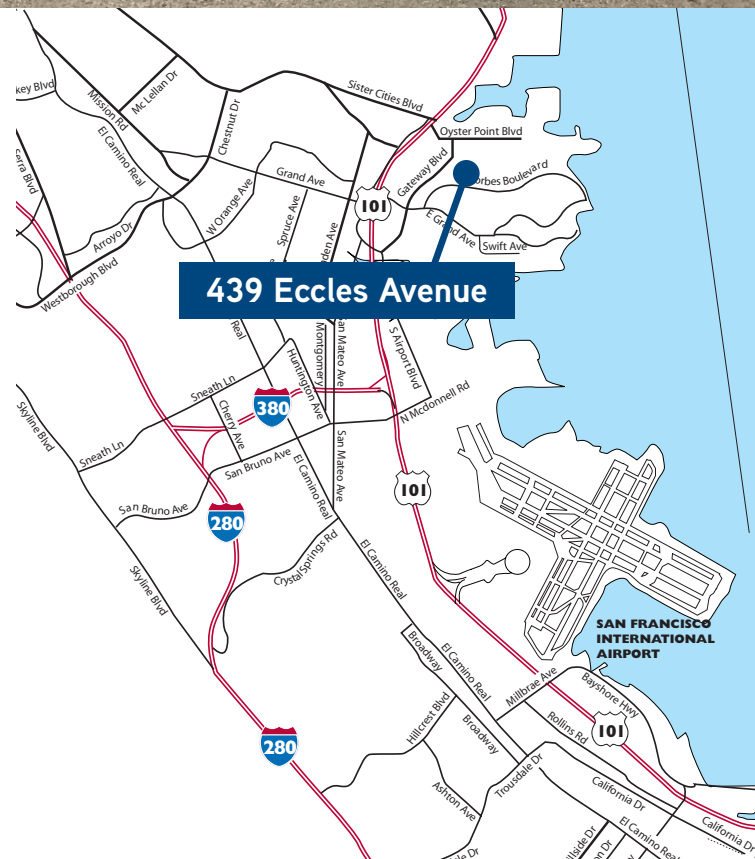 Sister Cities Blvd
Mc Lellan Dr
Mission Rd
Chestnut Dr
Oyster Point Blvd
El Camino Real
Gateway Blvd
Grand Ave
W Orange Ave
Spruce Ave
101
E Grand Ave
Swift Ave
Arroyo Dr
Westborough Blvd
439 Eccles Avenue
Montgomery
San Mateo Ave
S Airport Blvd
Huntington Ave
Sneath Ln
380
Cherry Ave
N Mcdonnell Rd
Skyline Blvd
Sneath Ln
San Bruno Ave
San Mateo Ave
El Camino Real
101
San Bruno Ave
280
Crystal Springs Rd
El Camino Real
Skyline Blvd
SAN FRANCISCO
INTERNATIONAL
AIRPORT
Broadway
El Camino Real
Millbrae Ave
Bayshore Hwy
Rollins Rd
101
Hillcrest Blvd
Broadway
280
Trousdale Dr
Ashton Ave
California Dr
California Dr
El Camino Real